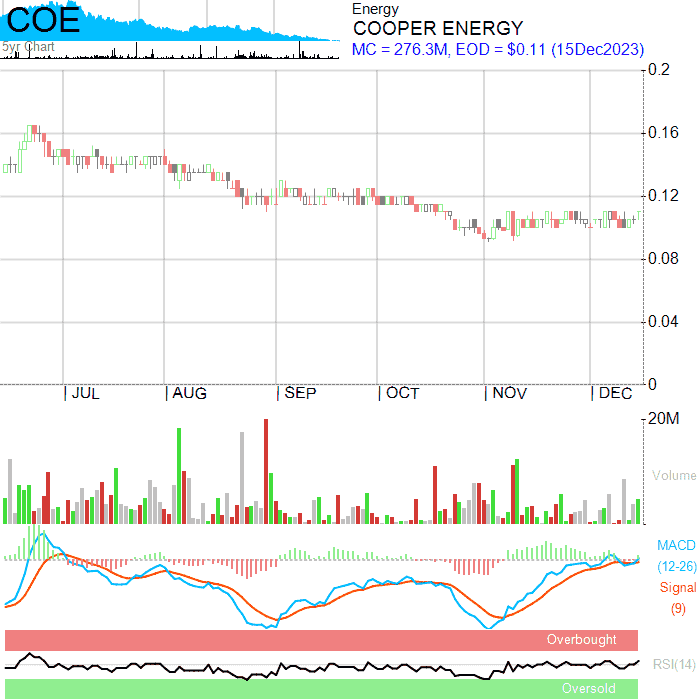 COE
5yr Chart
Energy
COOPER ENERGY
MC = 276.3M, EOD = $0.11 (15Dec2023)
0.2
0.16
0.12
0.08
0.04
0
JUL AUG SEP OCT NOV DEC
20M
Volume
MACD
(12-26)
Signal
(9)
Overbought
RSI(14)
Oversold